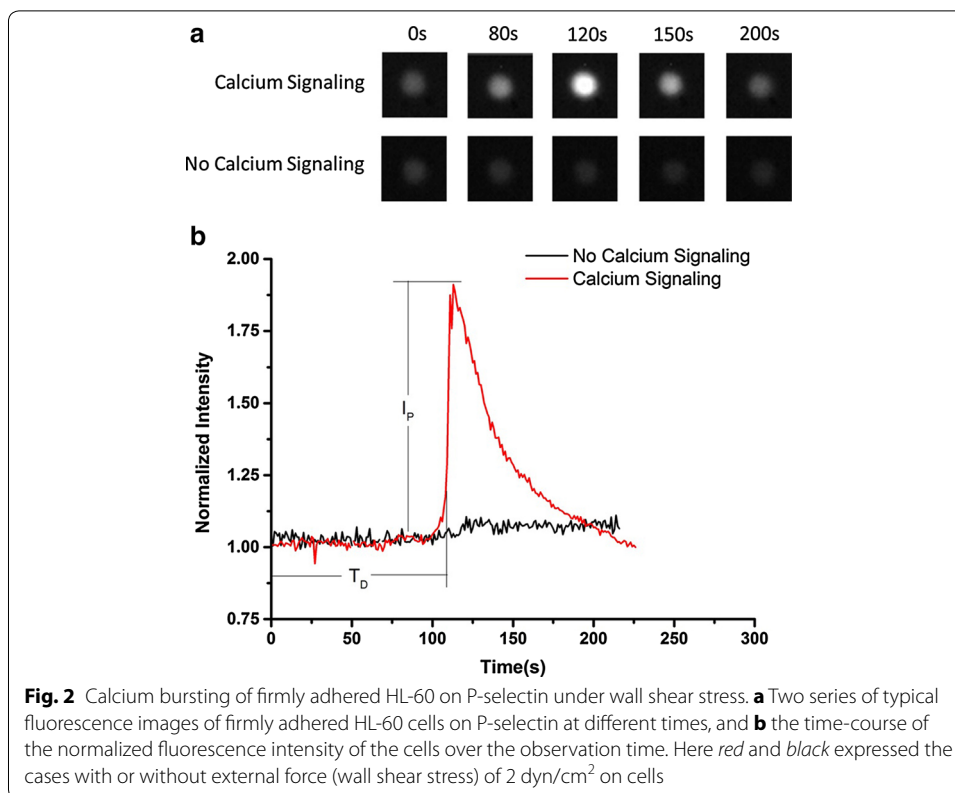 a
0s 80s 120s 150s 200s
Calcium Signaling
No Calcium Signaling
b
No Calcium Signaling
Calcium Signaling
2.00
1.75
1.50
1.25
1.00
0.75
Normalized Intensity
I_P
T_D
0 50 100 150 200 250 300
Time(s)
Fig. 2 Calcium bursting of firmly adhered HL-60 on P-selectin under wall shear stress. a Two series of typical
fluorescence images of firmly adhered HL-60 cells on P-selectin at different times, and b the time-course of
the normalized fluorescence intensity of the cells over the observation time. Here red and black expressed the
cases with or without external force (wall shear stress) of 2 dyn/cm² on cells